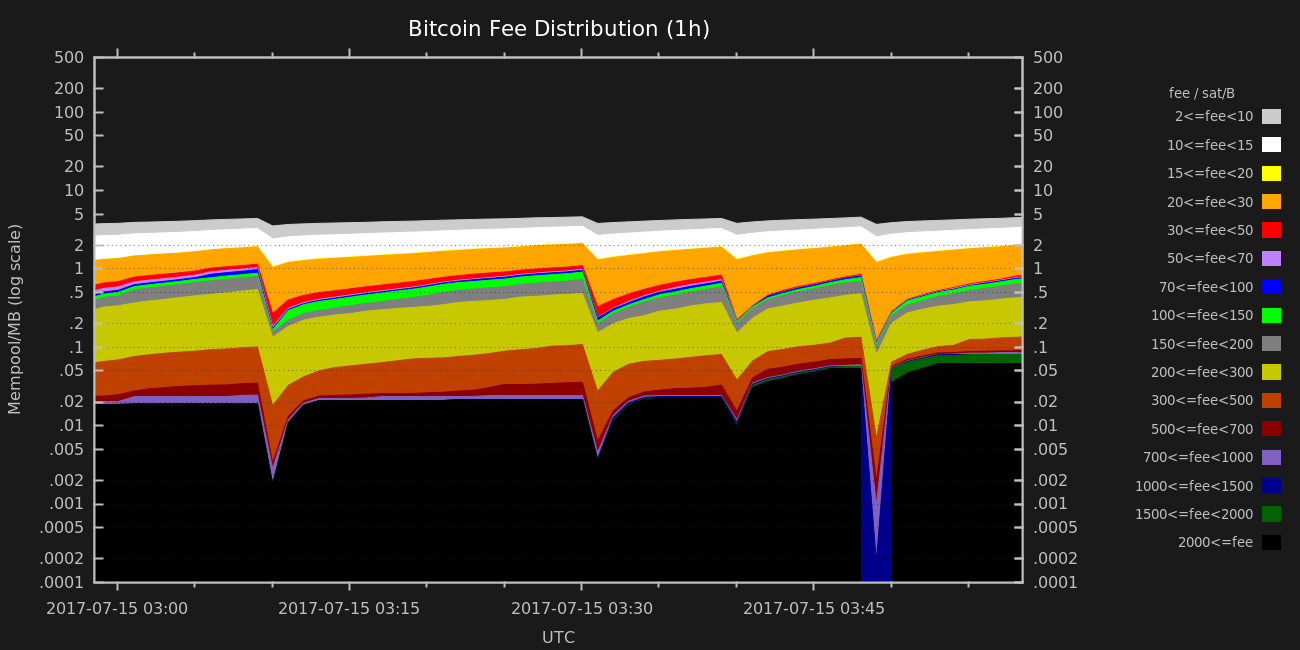 Bitcoin Fee Distribution (1h)
Mempool/MB (log scale)
500
200
100
50
20
10
5
2
1
.5
.2
.1
.05
.02
.01
.005
.002
.001
.0005
.0002
.0001
500
200
100
50
20
10
5
2
1
.5
.2
.1
.05
.02
.01
.005
.002
.001
.0005
.0002
.0001
2017-07-15 03:00
2017-07-15 03:15
2017-07-15 03:30
2017-07-15 03:45
UTC
fee / sat/B
2<=fee<10
10<=fee<15
15<=fee<20
20<=fee<30
30<=fee<50
50<=fee<70
70<=fee<100
100<=fee<150
150<=fee<200
200<=fee<300
300<=fee<500
500<=fee<700
700<=fee<1000
1000<=fee<1500
1500<=fee<2000
2000<=fee